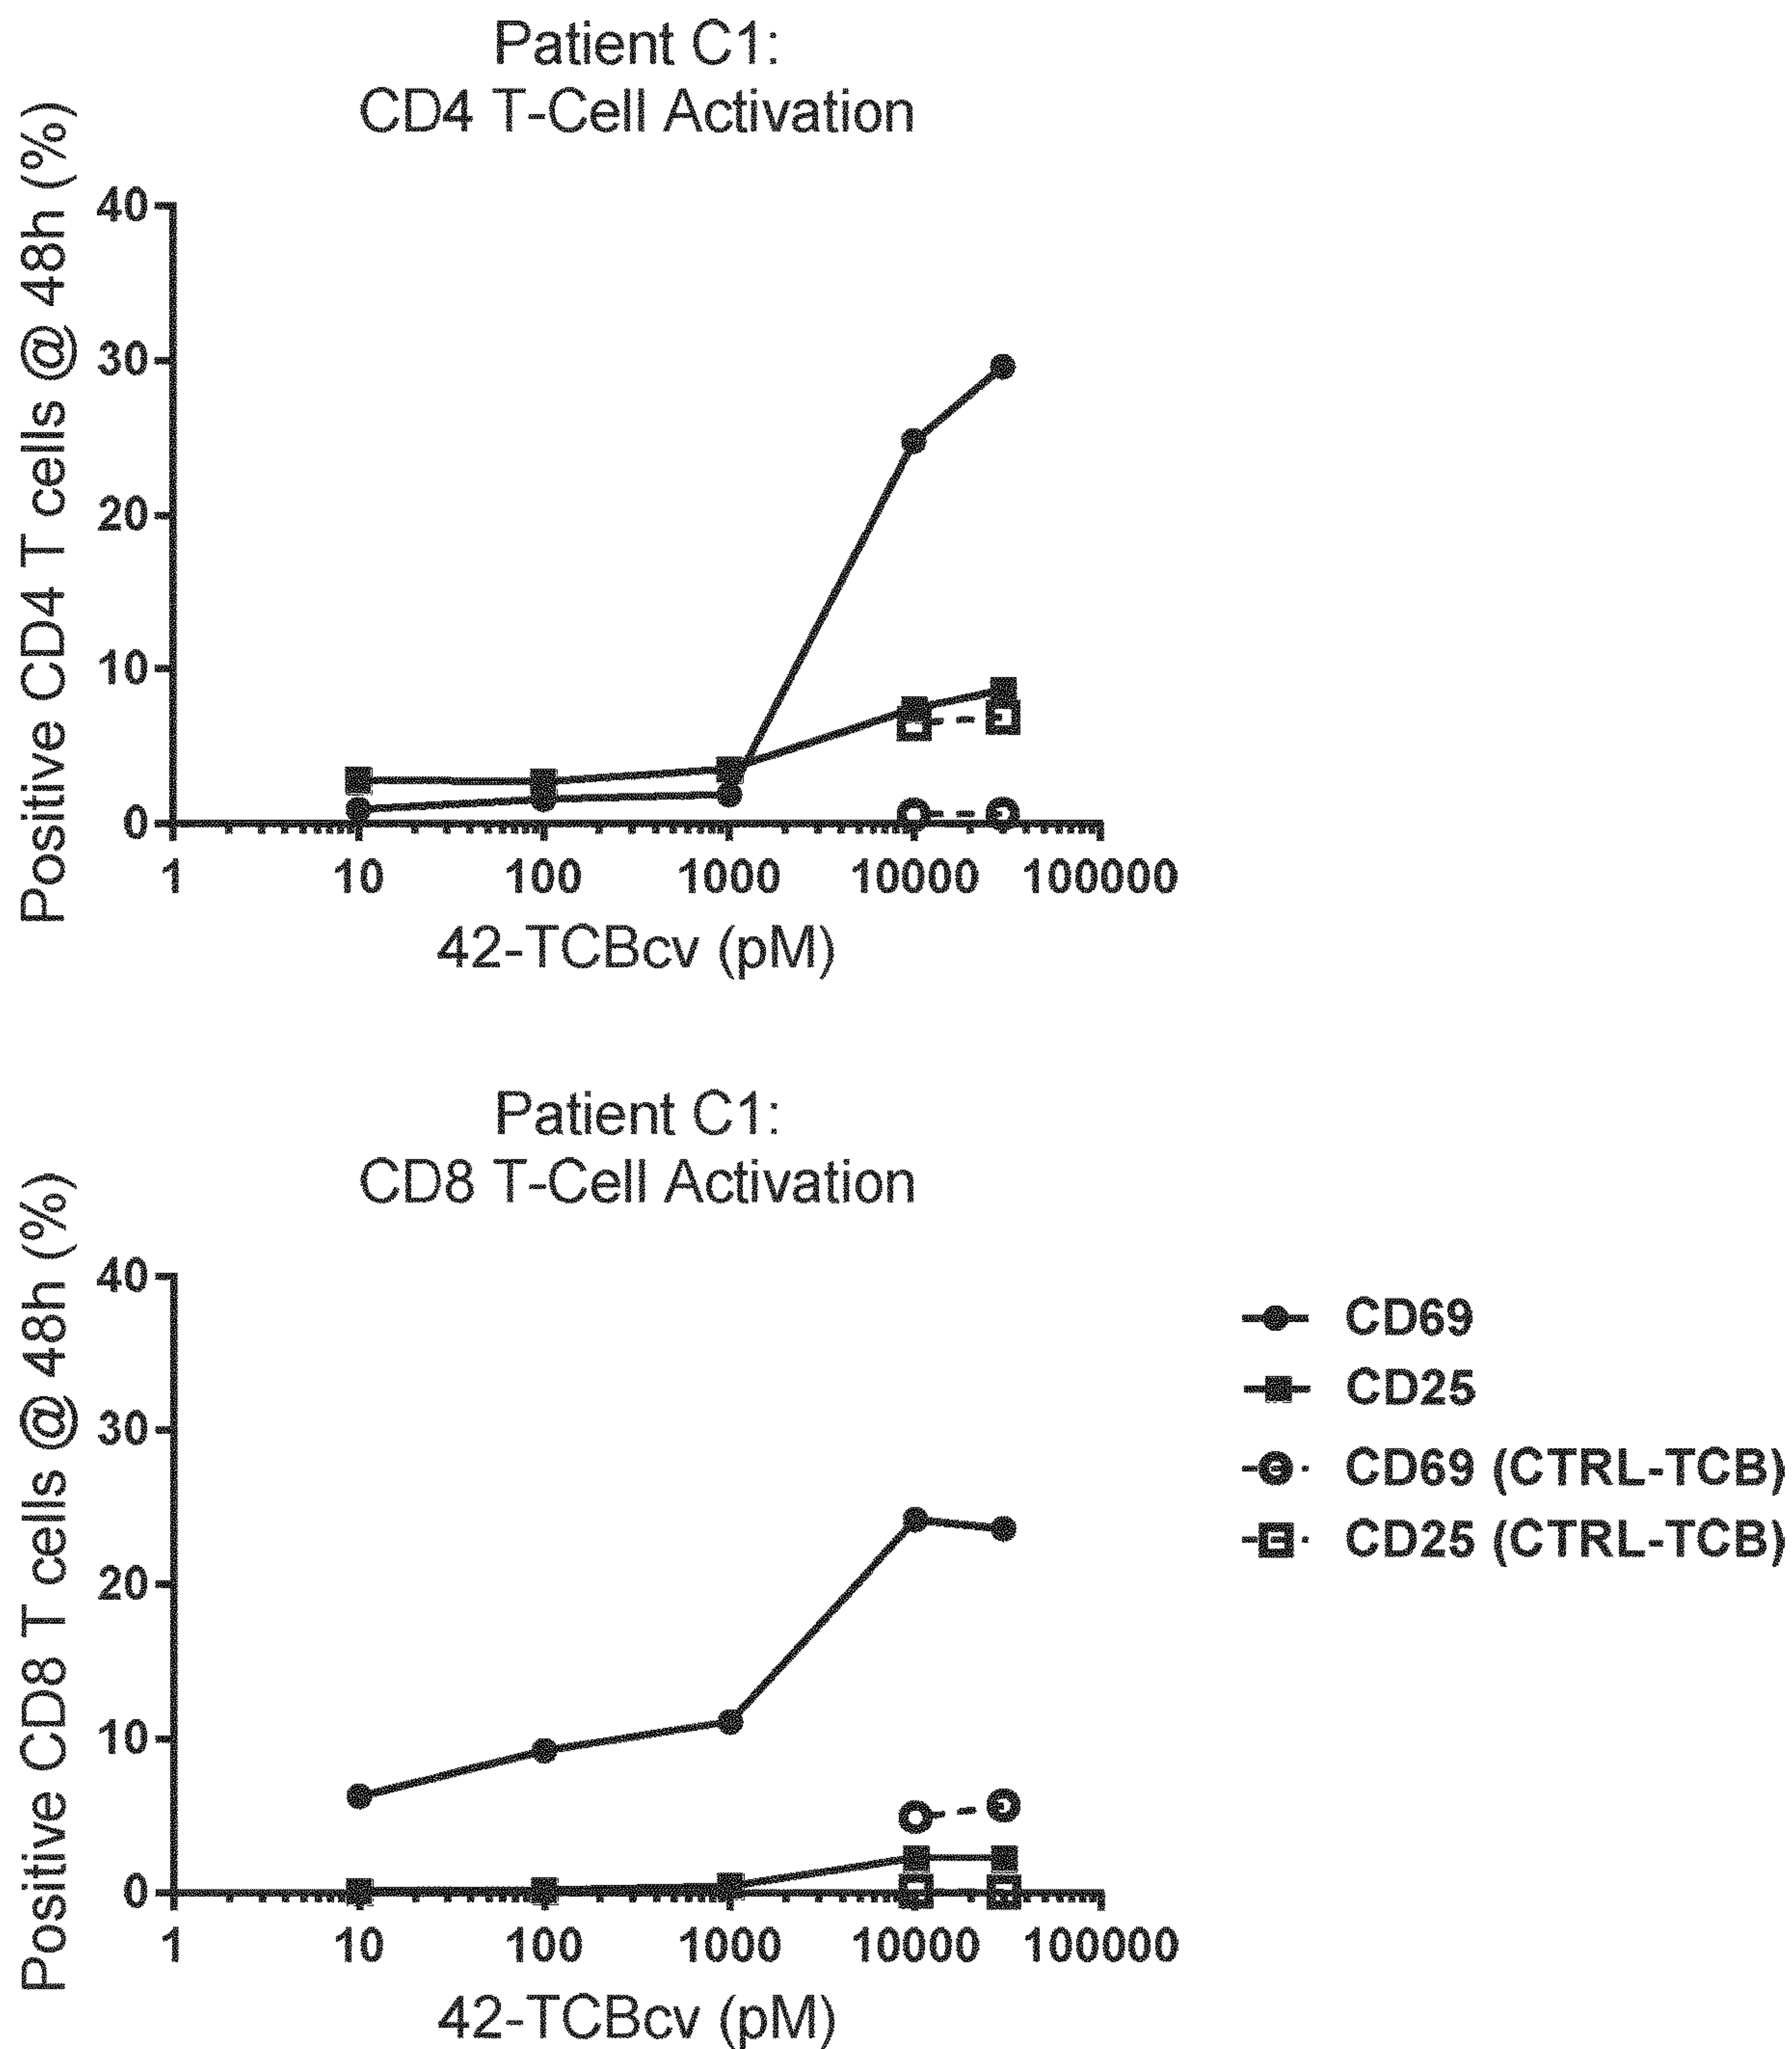 Patient C1:
CD4 T-Cell Activation
Positive CD4 T cells @ 48h (%)
40
30
20
10
0
1 10 100 1000 10000 100000
42-TCBcv (pM)
Patient C1:
CD8 T-Cell Activation
Positive CD8 T cells @ 48h (%)
40
30
20
10
0
1 10 100 1000 10000 100000
42-TCBcv (pM)
CD69
CD25
CD69 (CTRL-TCB)
CD25 (CTRL-TCB)